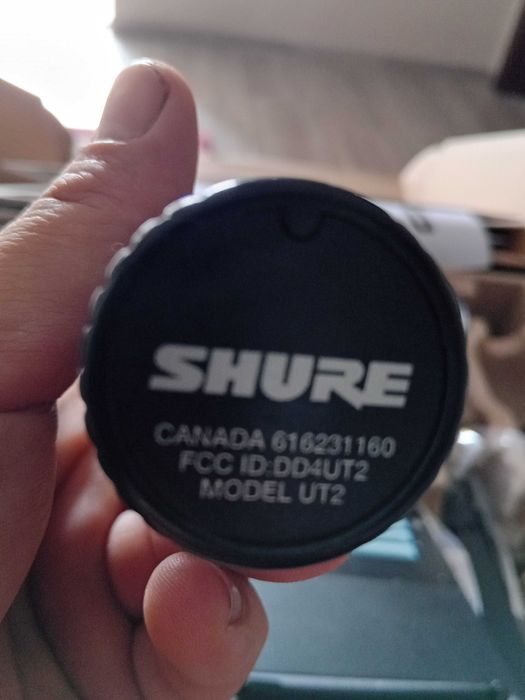 SHURE
CANADA 616231160
FCC ID:DD4UT2
MODEL UT2